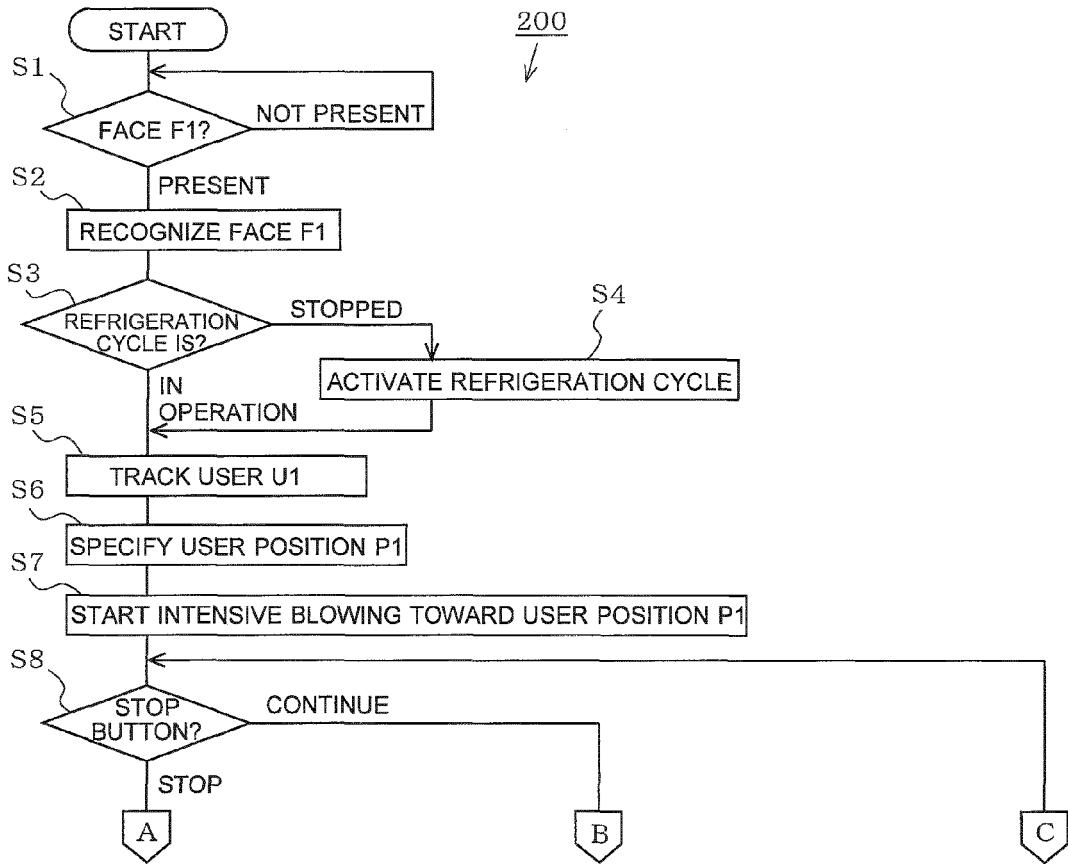 START
200
S1
FACE F1?
NOT PRESENT
S2
PRESENT
RECOGNIZE FACE F1
S3
REFRIGERATION
CYCLE IS?
STOPPED
S4
ACTIVATE REFRIGERATION CYCLE
IN
OPERATION
S5
TRACK USER U1
S6
SPECIFY USER POSITION P1
S7
START INTENSIVE BLOWING TOWARD USER POSITION P1
S8
STOP
BUTTON?
CONTINUE
STOP
A
B
C